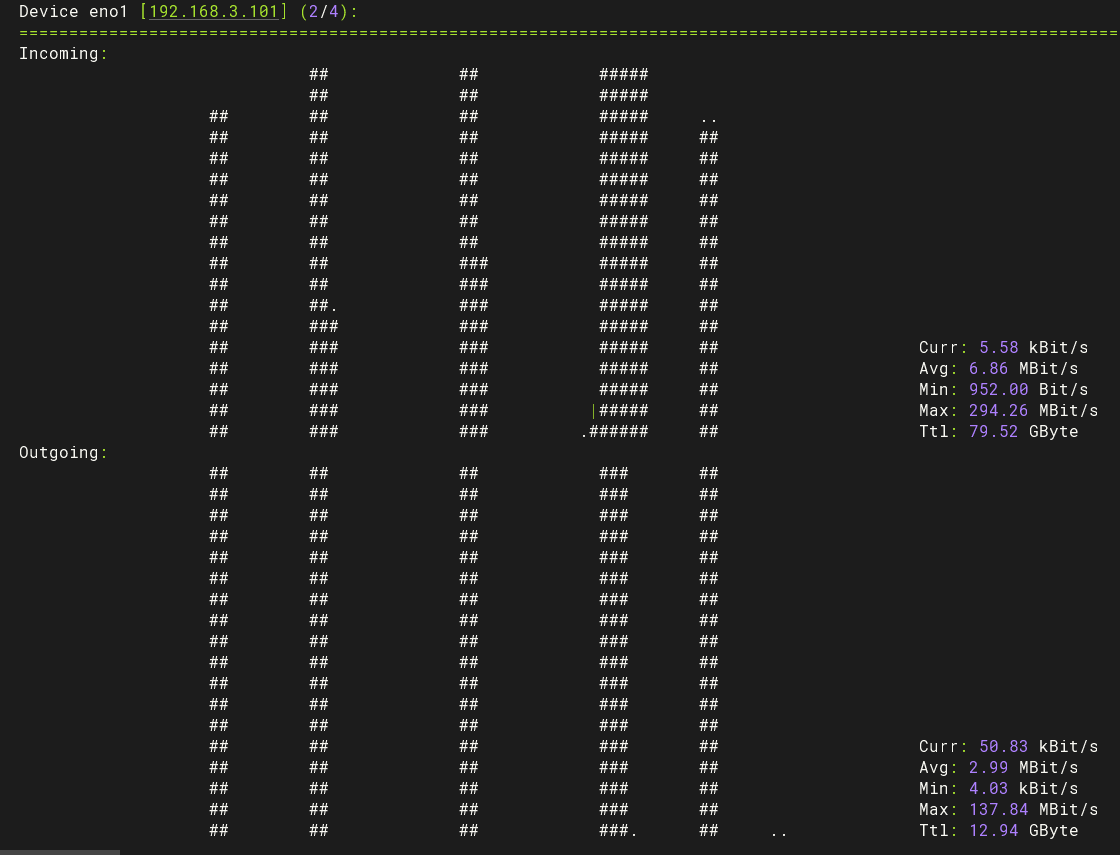 Device eno1 [192.168.3.101] (2/4):
==============================================================================================================
Incoming:
                             ##             ##            #####
                             ##             ##            #####
                   ##        ##             ##            #####     ..
                   ##        ##             ##            #####     ##
                   ##        ##             ##            #####     ##
                   ##        ##             ##            #####     ##
                   ##        ##             ##            #####     ##
                   ##        ##             ##            #####     ##
                   ##        ##             ##            #####     ##
                   ##        ##             ###           #####     ##
                   ##        ##             ###           #####     ##
                   ##        ##.            ###           #####     ##
                   ##        ###            ###           #####     ##
                   ##        ###            ###           #####     ##                    Curr: 5.58 kBit/s
                   ##        ###            ###           #####     ##                    Avg: 6.86 MBit/s
                   ##        ###            ###           #####     ##                    Min: 952.00 Bit/s
                   ##        ###            ###          |#####     ##                    Max: 294.26 MBit/s
                   ##        ###            ###         .######     ##                    Ttl: 79.52 GByte
Outgoing:
                   ##        ##             ##            ###       ##
                   ##        ##             ##            ###       ##
                   ##        ##             ##            ###       ##
                   ##        ##             ##            ###       ##
                   ##        ##             ##            ###       ##
                   ##        ##             ##            ###       ##
                   ##        ##             ##            ###       ##
                   ##        ##             ##            ###       ##
                   ##        ##             ##            ###       ##
                   ##        ##             ##            ###       ##
                   ##        ##             ##            ###       ##
                   ##        ##             ##            ###       ##
                   ##        ##             ##            ###       ##
                   ##        ##             ##            ###       ##                    Curr: 50.83 kBit/s
                   ##        ##             ##            ###       ##                    Avg: 2.99 MBit/s
                   ##        ##             ##            ###       ##                    Min: 4.03 kBit/s
                   ##        ##             ##            ###       ##                    Max: 137.84 MBit/s
                   ##        ##             ##            ###.      ##     ..             Ttl: 12.94 GByte